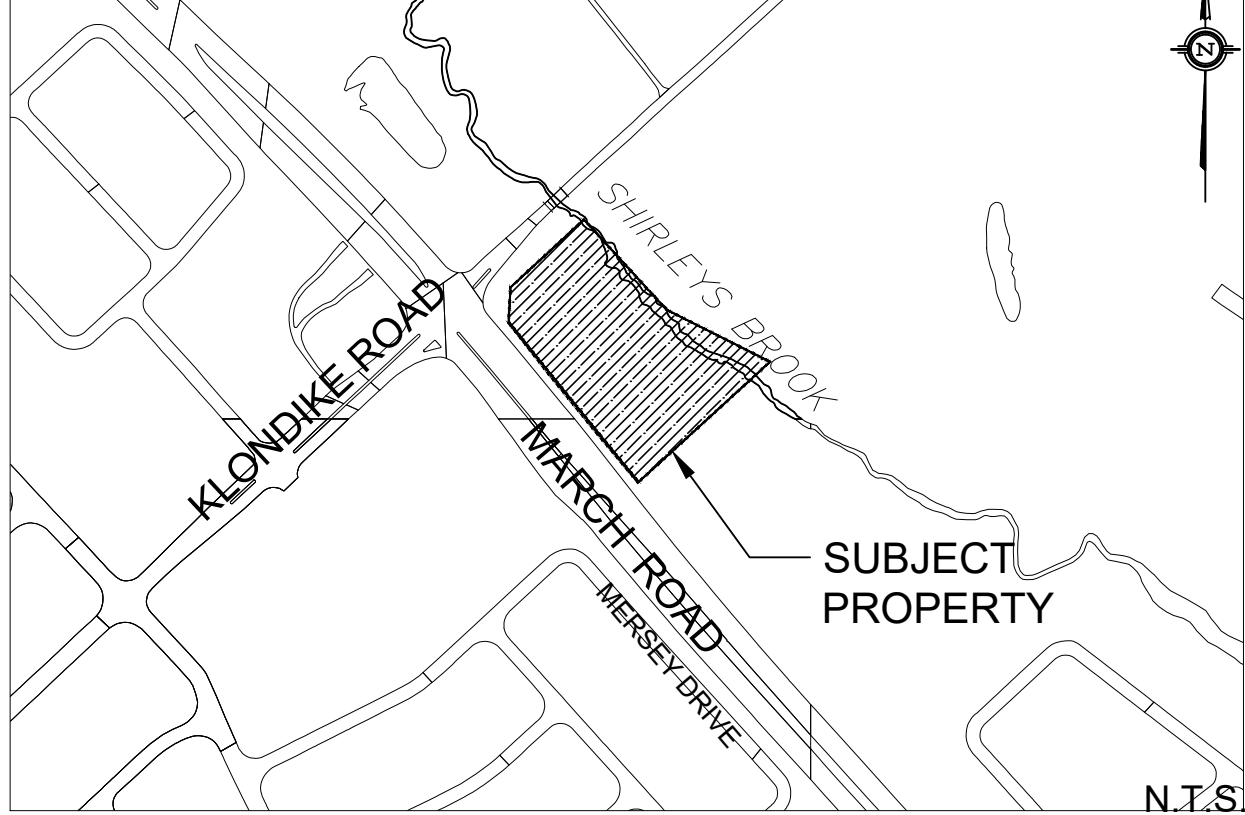 N
SHIRLEYS BROOK
KLONDIKE ROAD
MARCH ROAD
SUBJECT
PROPERTY
MERSEY DRIVE
N.T.S.